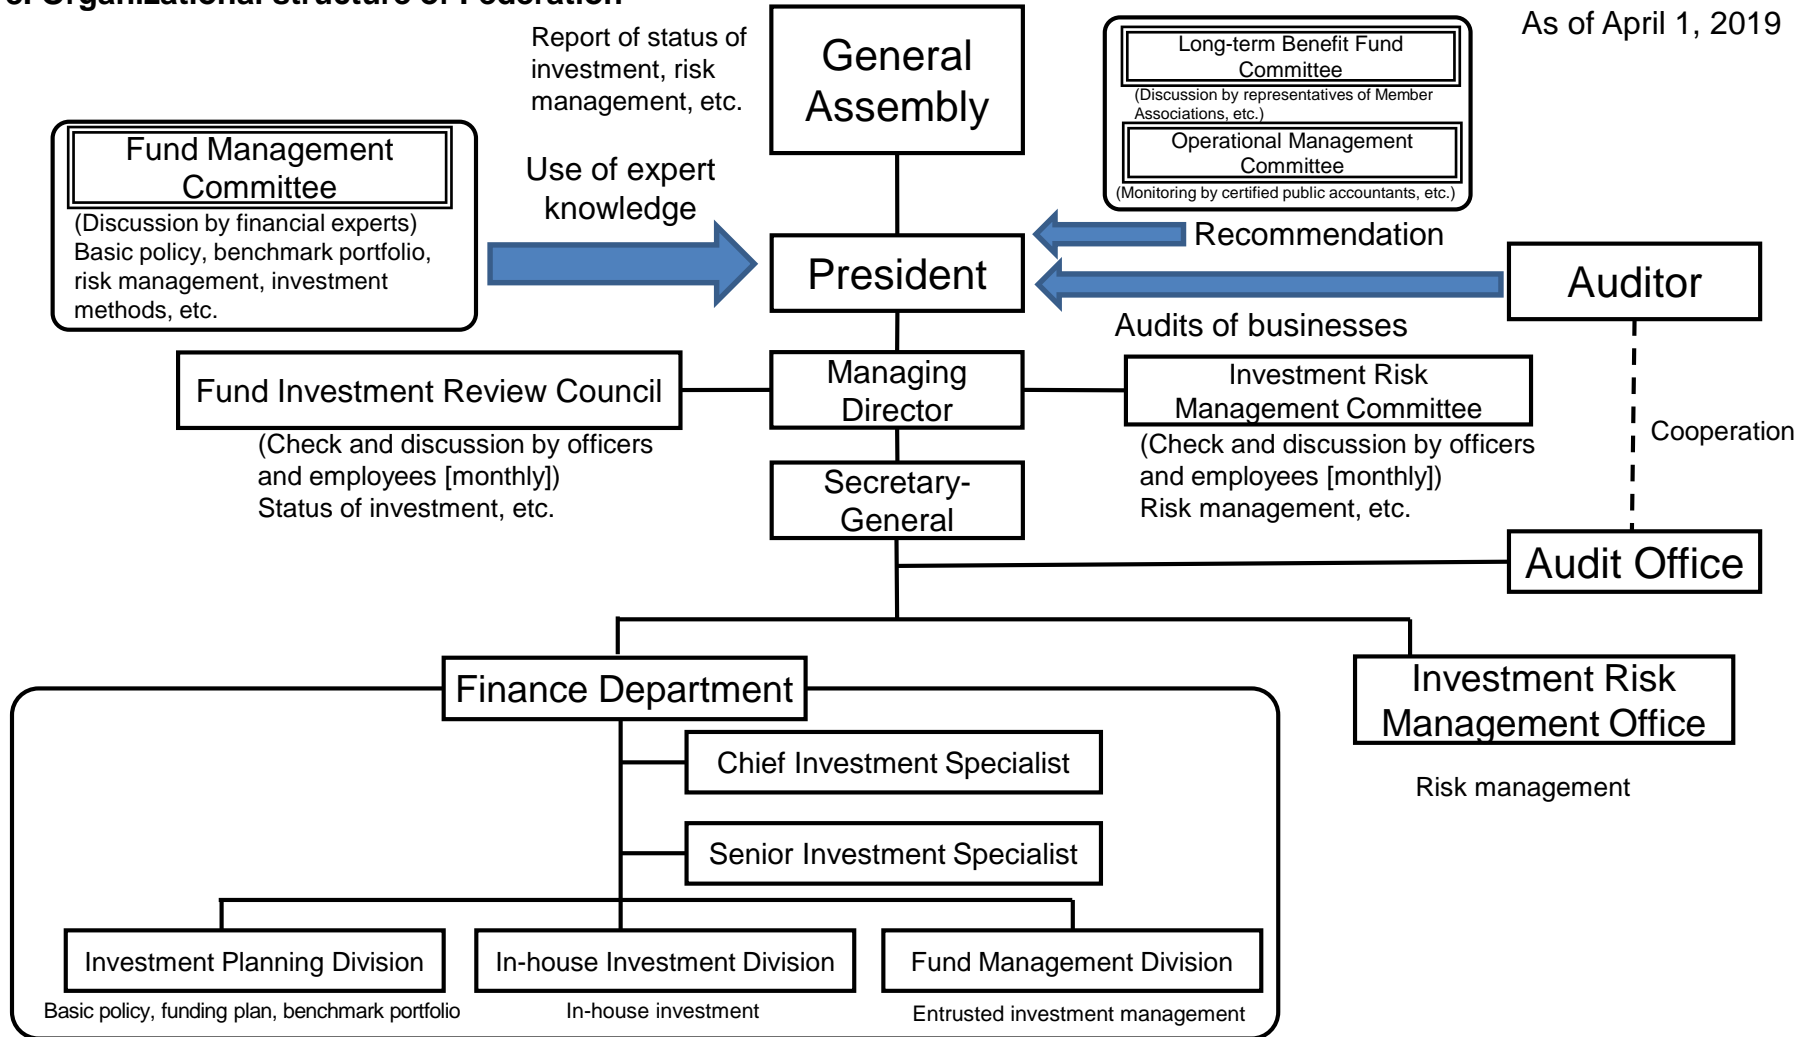 Organizational structure of Federation
As of April 1, 2019
Report of status of
investment, risk
management, etc.
General
Assembly
Long-term Benefit Fund
Committee
(Discussion by representatives of Member
Associations, etc.)
Operational Management
Committee
(Monitoring by certified public accountants, etc.)
Fund Management
Committee
(Discussion by financial experts)
Basic policy, benchmark portfolio,
risk management, investment
methods, etc.
Use of expert
knowledge
Recommendation
President
Auditor
Audits of businesses
Fund Investment Review Council
(Check and discussion by officers
and employees [monthly])
Status of investment, etc.
Managing
Director
Investment Risk
Management Committee
(Check and discussion by officers
and employees [monthly])
Risk management, etc.
Cooperation
Secretary-
General
Audit Office
Finance Department
Investment Risk
Management Office
Risk management
Chief Investment Specialist
Senior Investment Specialist
Investment Planning Division
Basic policy, funding plan, benchmark portfolio
In-house Investment Division
In-house investment
Fund Management Division
Entrusted investment management